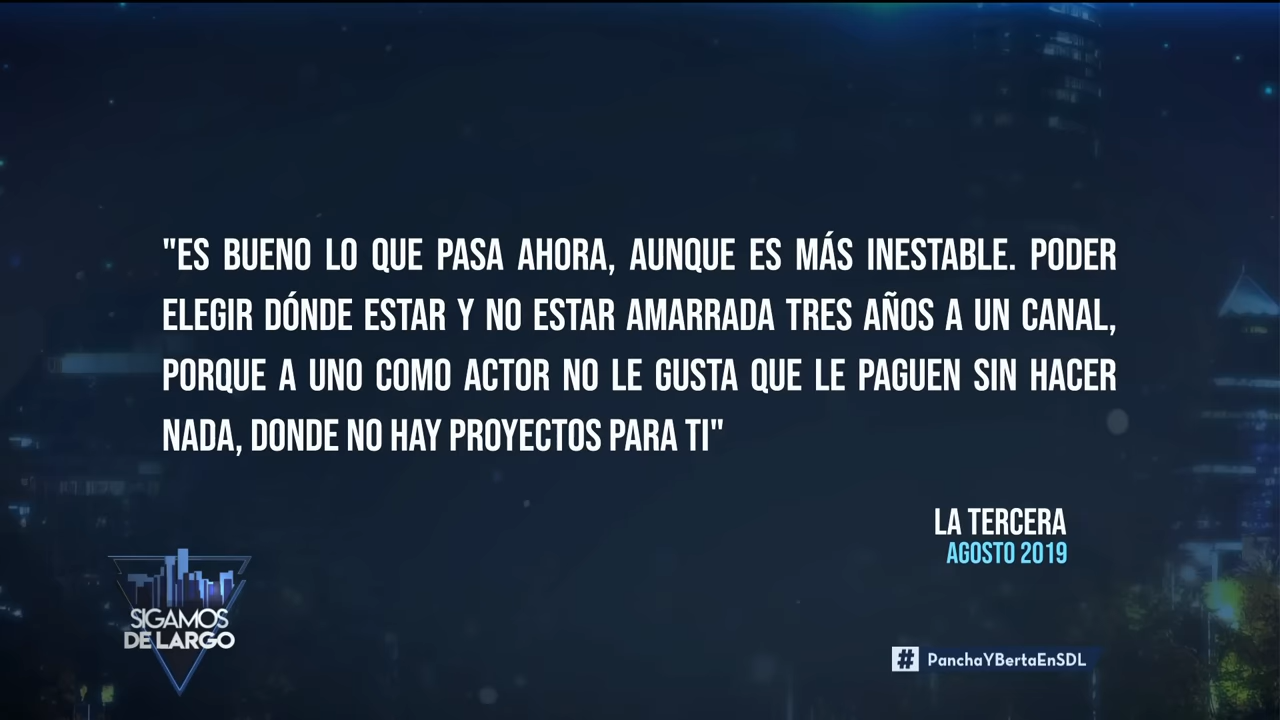 "ES BUENO LO QUE PASA AHORA, AUNQUE ES MÁS INESTABLE. PODER
ELEGIR DÓNDE ESTAR Y NO ESTAR AMARRADA TRES AÑOS A UN CANAL,
PORQUE A UNO COMO ACTOR NO LE GUSTA QUE LE PAGUEN SIN HACER
NADA, DONDE NO HAY PROYECTOS PARA TI"
LA TERCERA
AGOSTO 2019
SIGAMOS
DE LARGO
# PanchaYBertaEnSDL